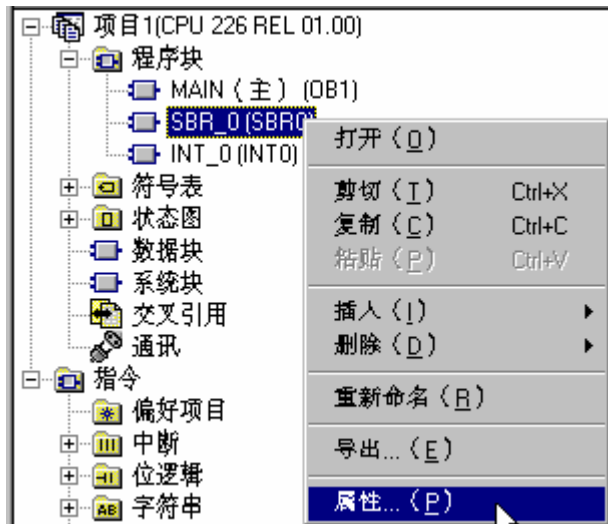 项目1(CPU 226 REL 01.00)
程序块
MAIN（主）(OB1)
SBR_0 (SBR0)
INT_0 (INT0)
符号表
状态图
数据块
系统块
交叉引用
通讯
指令
偏好项目
中断
位逻辑
字符串
打开（O）
剪切（T） Ctrl+X
复制（C） Ctrl+C
粘贴（P） Ctrl+V
插入（I）
删除（D）
重新命名（R）
导出...（E）
属性...（P）